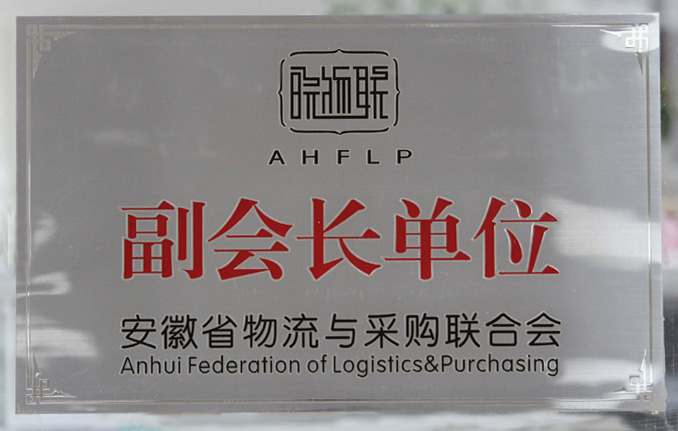 皖物联
AHFLP
副会长单位
安徽省物流与采购联合会
Anhui Federation of Logistics&Purchasing